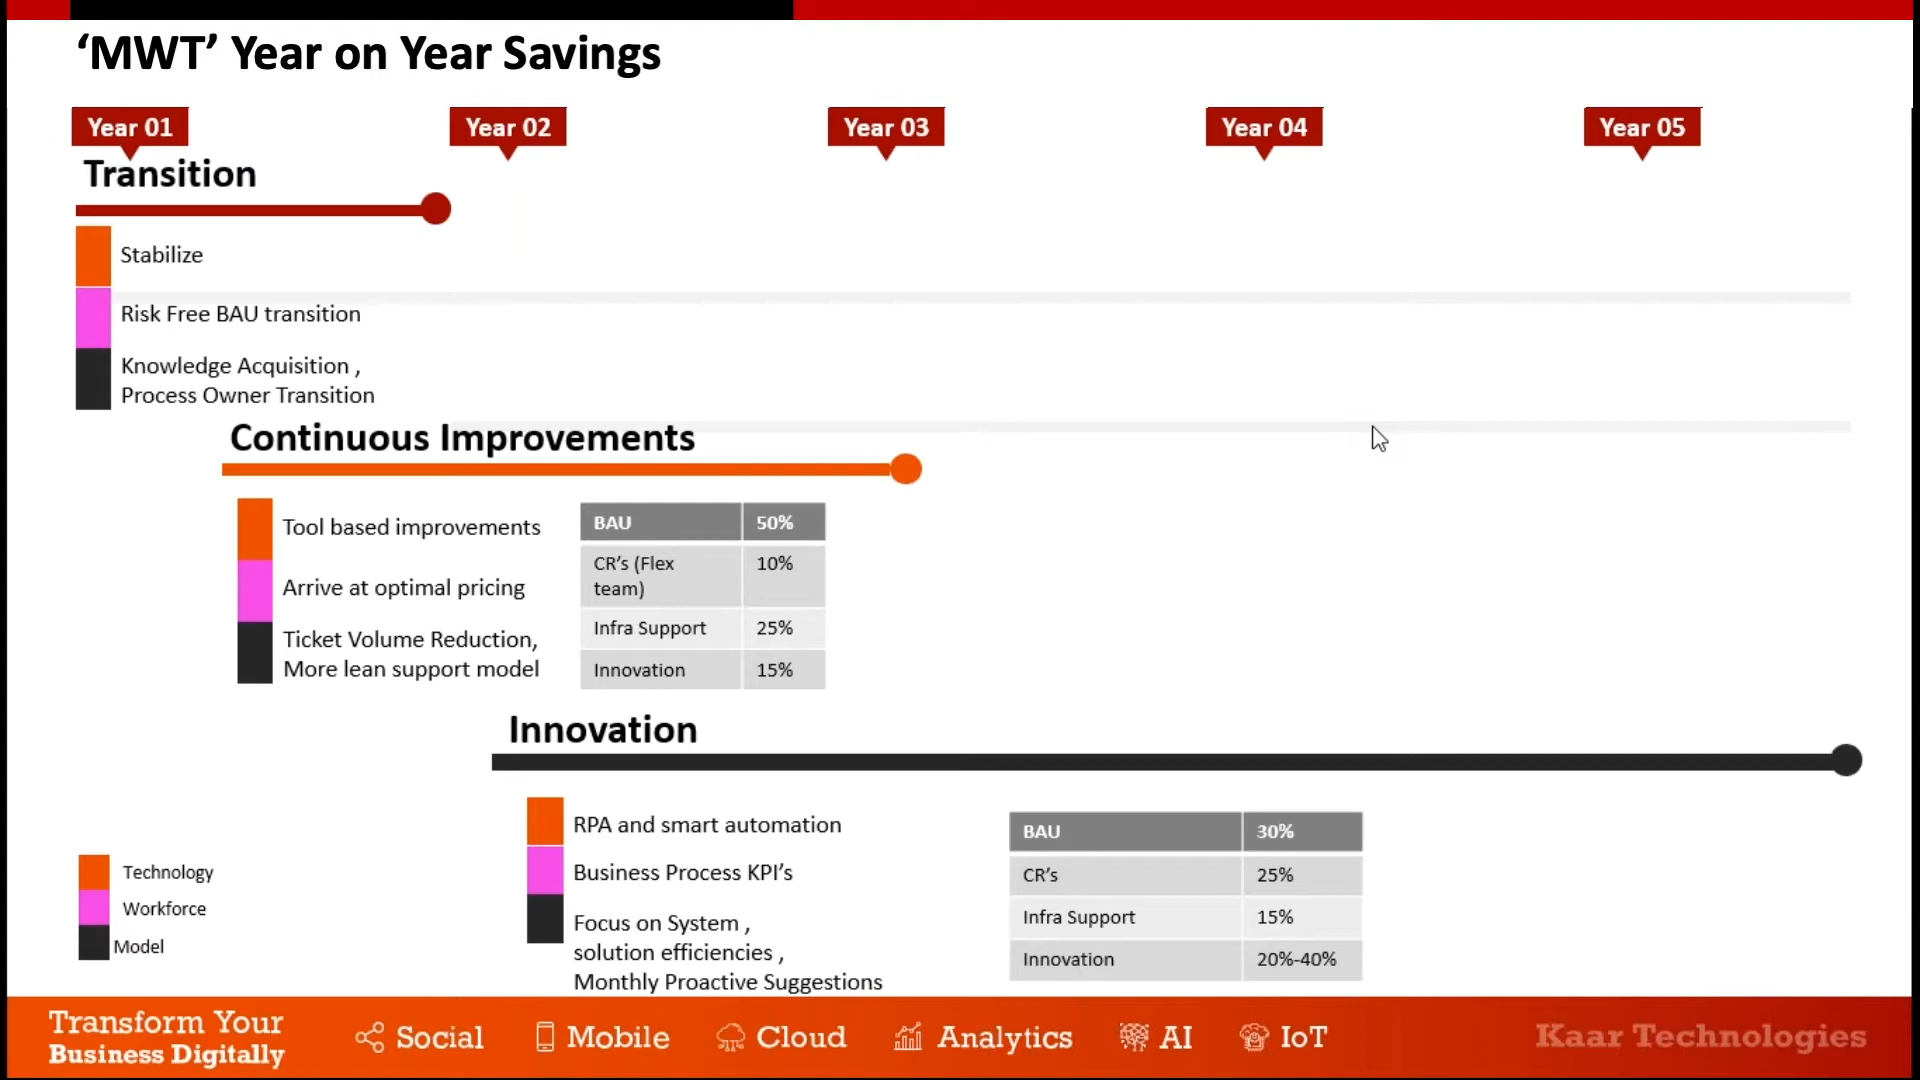 ‘MWT’ Year on Year Savings
Year 01
Year 02
Year 03
Year 04
Year 05
Transition
Stabilize
Risk Free BAU transition
Knowledge Acquisition ,
Process Owner Transition
Continuous Improvements
Tool based improvements
Arrive at optimal pricing
Ticket Volume Reduction,
More lean support model
BAU 50%
CR’s (Flex 10%
team)
Infra Support 25%
Innovation 15%
Innovation
RPA and smart automation
Business Process KPI’s
Focus on System ,
solution efficiencies ,
Monthly Proactive Suggestions
BAU 30%
CR’s 25%
Infra Support 15%
Innovation 20%-40%
Technology
Workforce
Model
Transform Your
Business Digitally
Social
Mobile
Cloud
Analytics
AI
IoT
Kaar Technologies